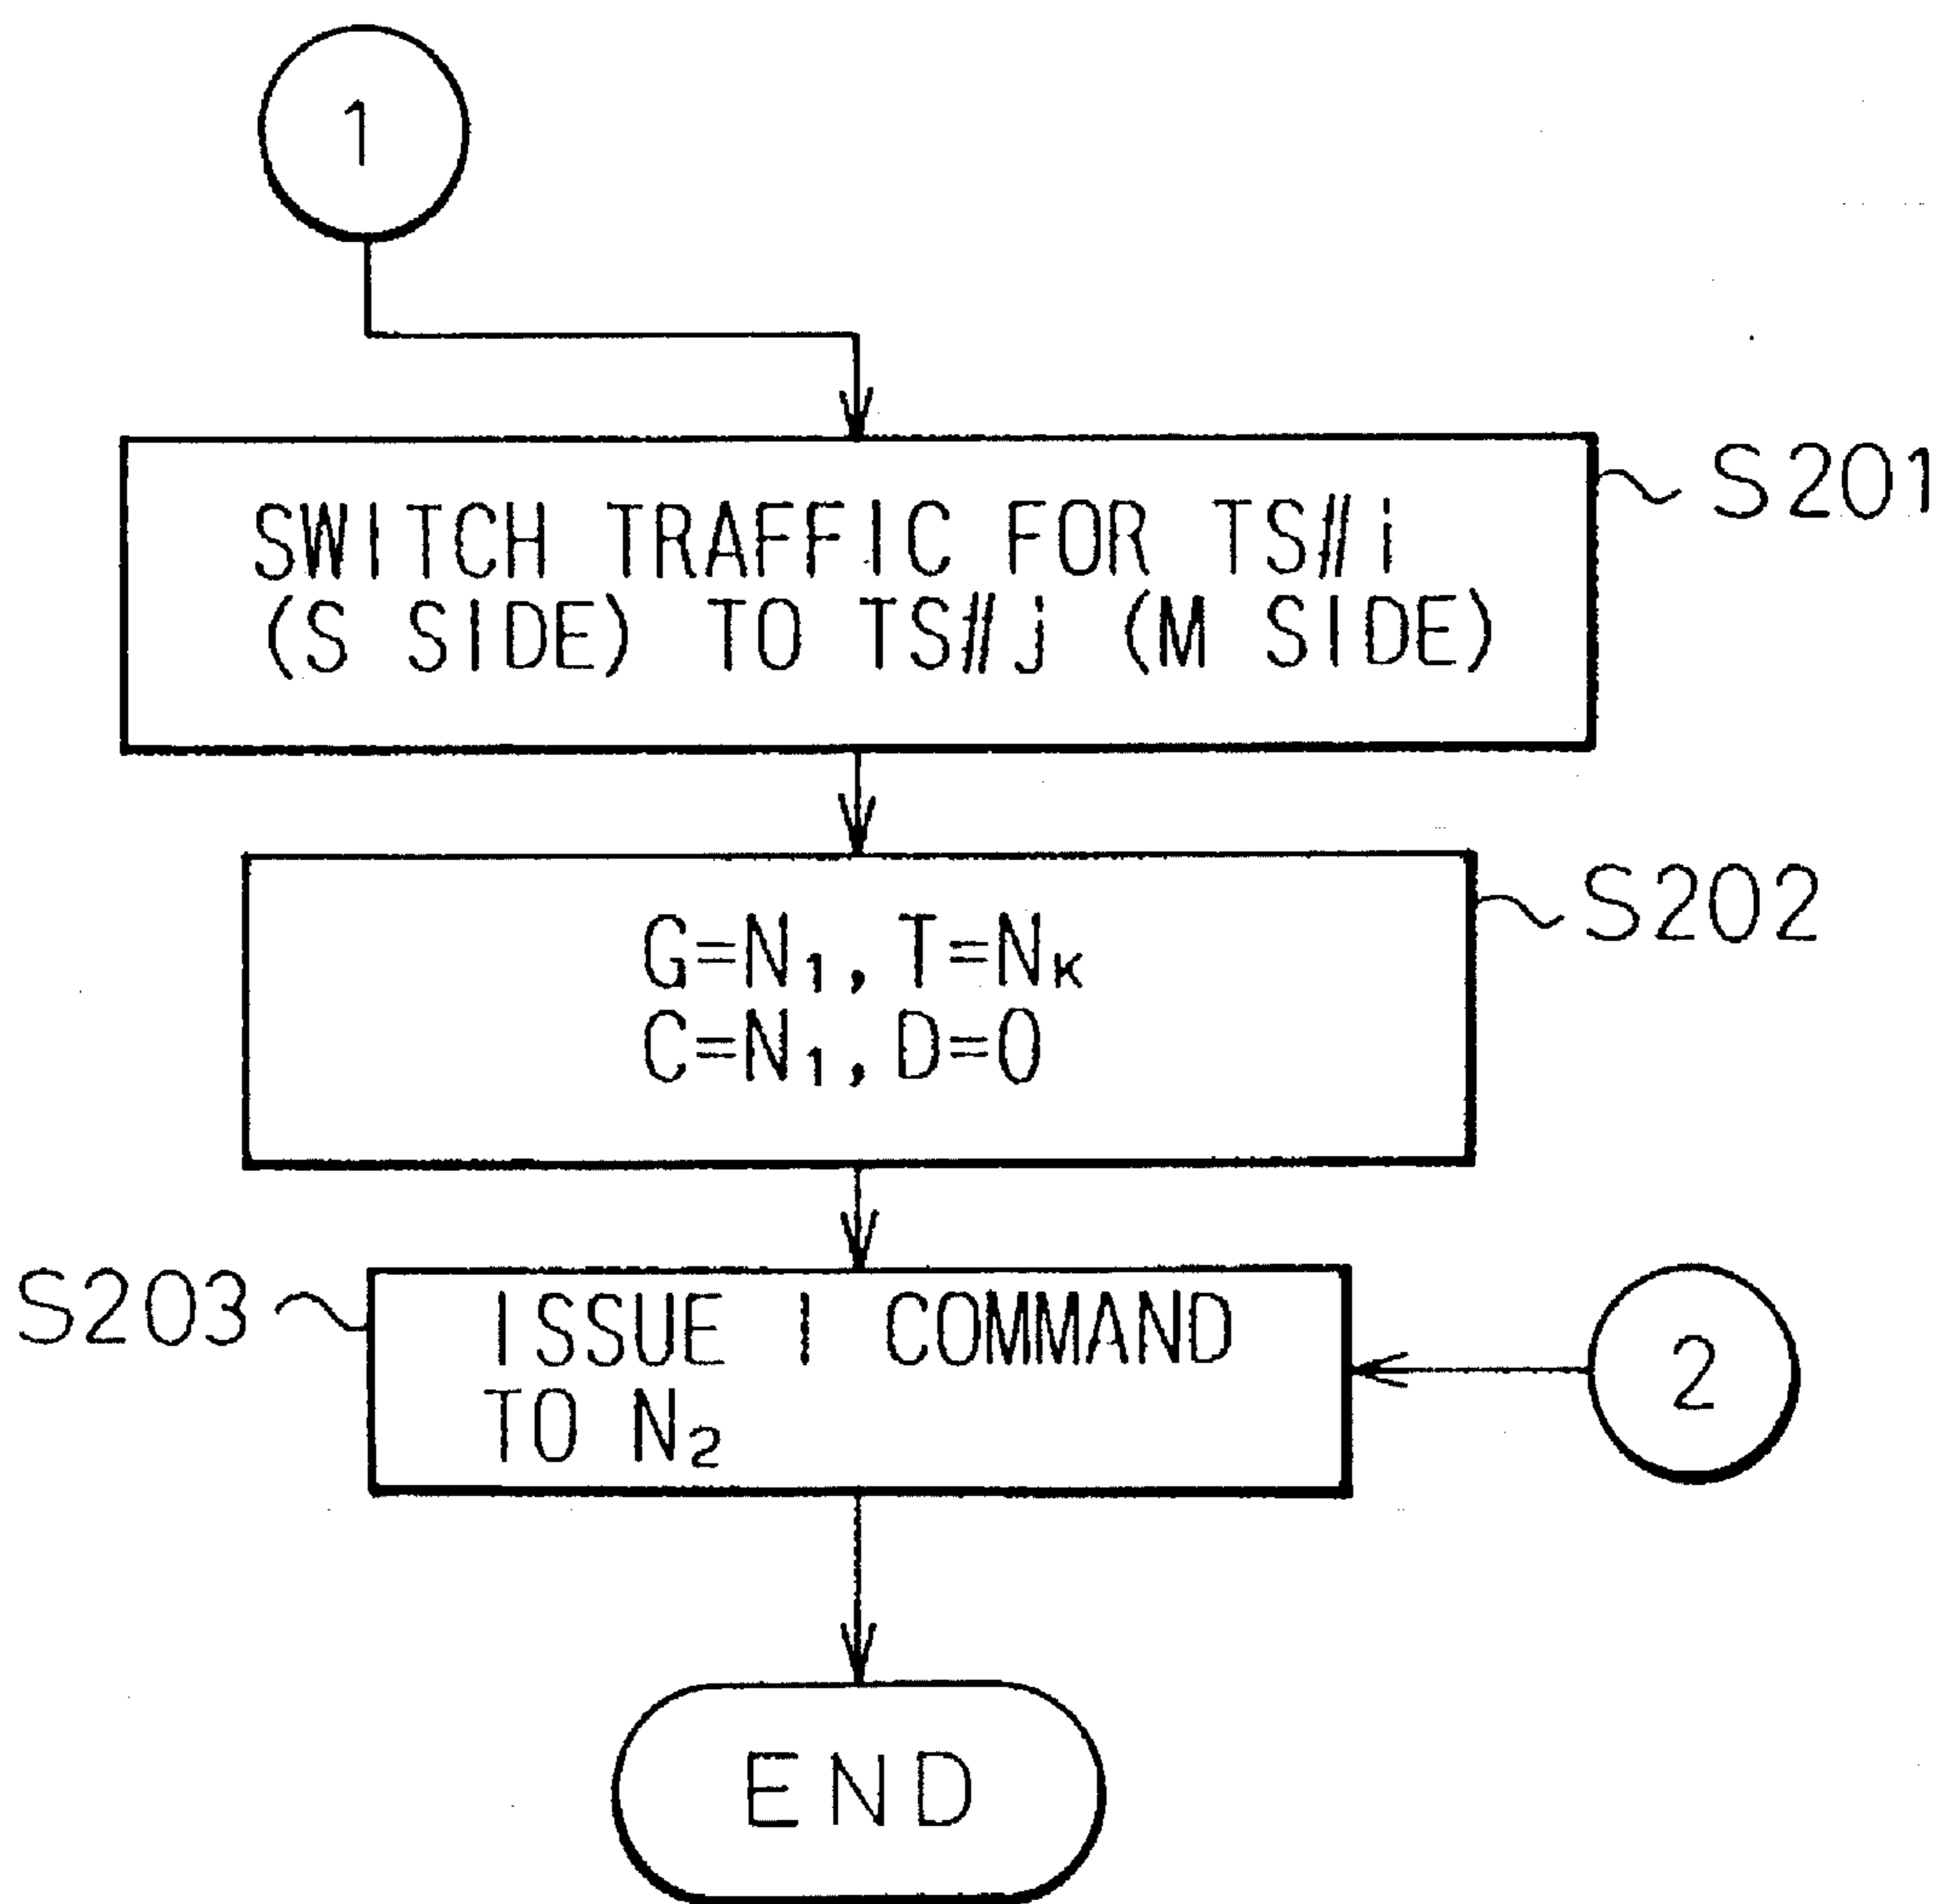 1
SWITCH TRAFFIC FOR TS#i
(S SIDE) TO TS#j (M SIDE)
S201
G=N₁, T=Nₖ
C=N₁, D=0
S202
S203
ISSUE I COMMAND
TO N₂
2
END